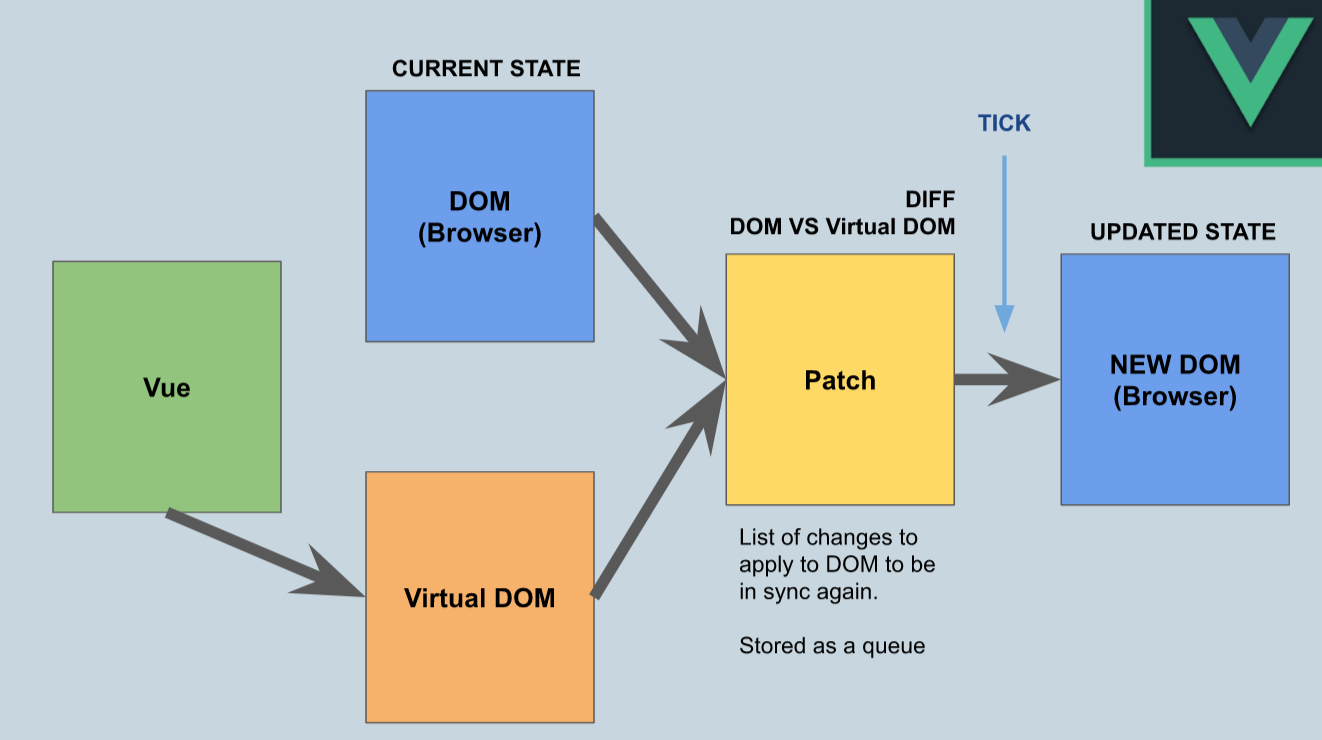 CURRENT STATE
DOM
(Browser)
Vue
Virtual DOM
DIFF
DOM VS Virtual DOM
Patch
List of changes to
apply to DOM to be
in sync again.
Stored as a queue
TICK
UPDATED STATE
NEW DOM
(Browser)